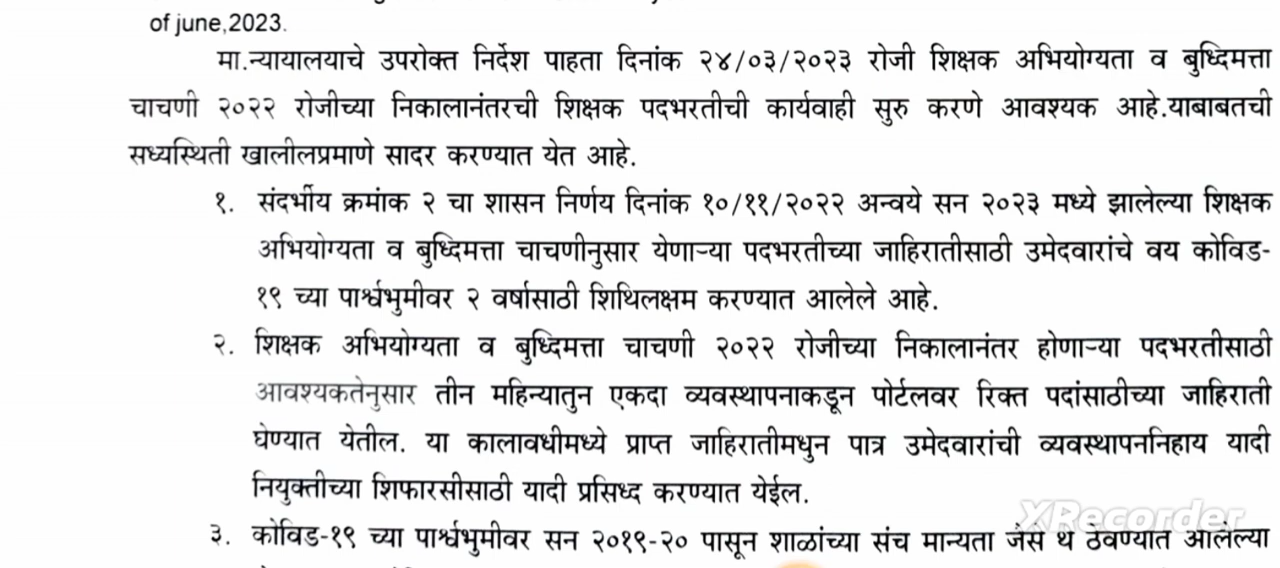 of june,2023.
मा.न्यायालयाचे उपरोक्त निर्देश पाहता दिनांक २४/०३/२०२३ रोजी शिक्षक अभियोग्यता व बुध्दिमत्ता
चाचणी २०२२ रोजीच्या निकालानंतरची शिक्षक पदभरतीची कार्यवाही सुरु करणे आवश्यक आहे.याबाबतची
सध्यस्थिती खालीलप्रमाणे सादर करण्यात येत आहे.
१. संदर्भीय क्रमांक २ चा शासन निर्णय दिनांक १०/११/२०२२ अन्वये सन २०२३ मध्ये झालेल्या शिक्षक
अभियोग्यता व बुध्दिमत्ता चाचणीनुसार येणाऱ्या पदभरतीच्या जाहिरातीसाठी उमेदवारांचे वय कोविड-
१९ च्या पार्श्वभुमीवर २ वर्षासाठी शिथिलक्षम करण्यात आलेले आहे.
२. शिक्षक अभियोग्यता व बुध्दिमत्ता चाचणी २०२२ रोजीच्या निकालानंतर होणाऱ्या पदभरतीसाठी
आवश्यकतेनुसार तीन महिन्यातुन एकदा व्यवस्थापनाकडून पोर्टलवर रिक्त पदांसाठीच्या जाहिराती
घेण्यात येतील. या कालावधीमध्ये प्राप्त जाहिरातीमधुन पात्र उमेदवारांची व्यवस्थापननिहाय यादी
नियुक्तीच्या शिफारसीसाठी यादी प्रसिध्द करण्यात येईल.
XRecorder
३. कोविड-१९ च्या पार्श्वभुमीवर सन २०१९-२० पासून शाळांच्या संच मान्यता जैसे थे ठेवण्यात आलेल्या